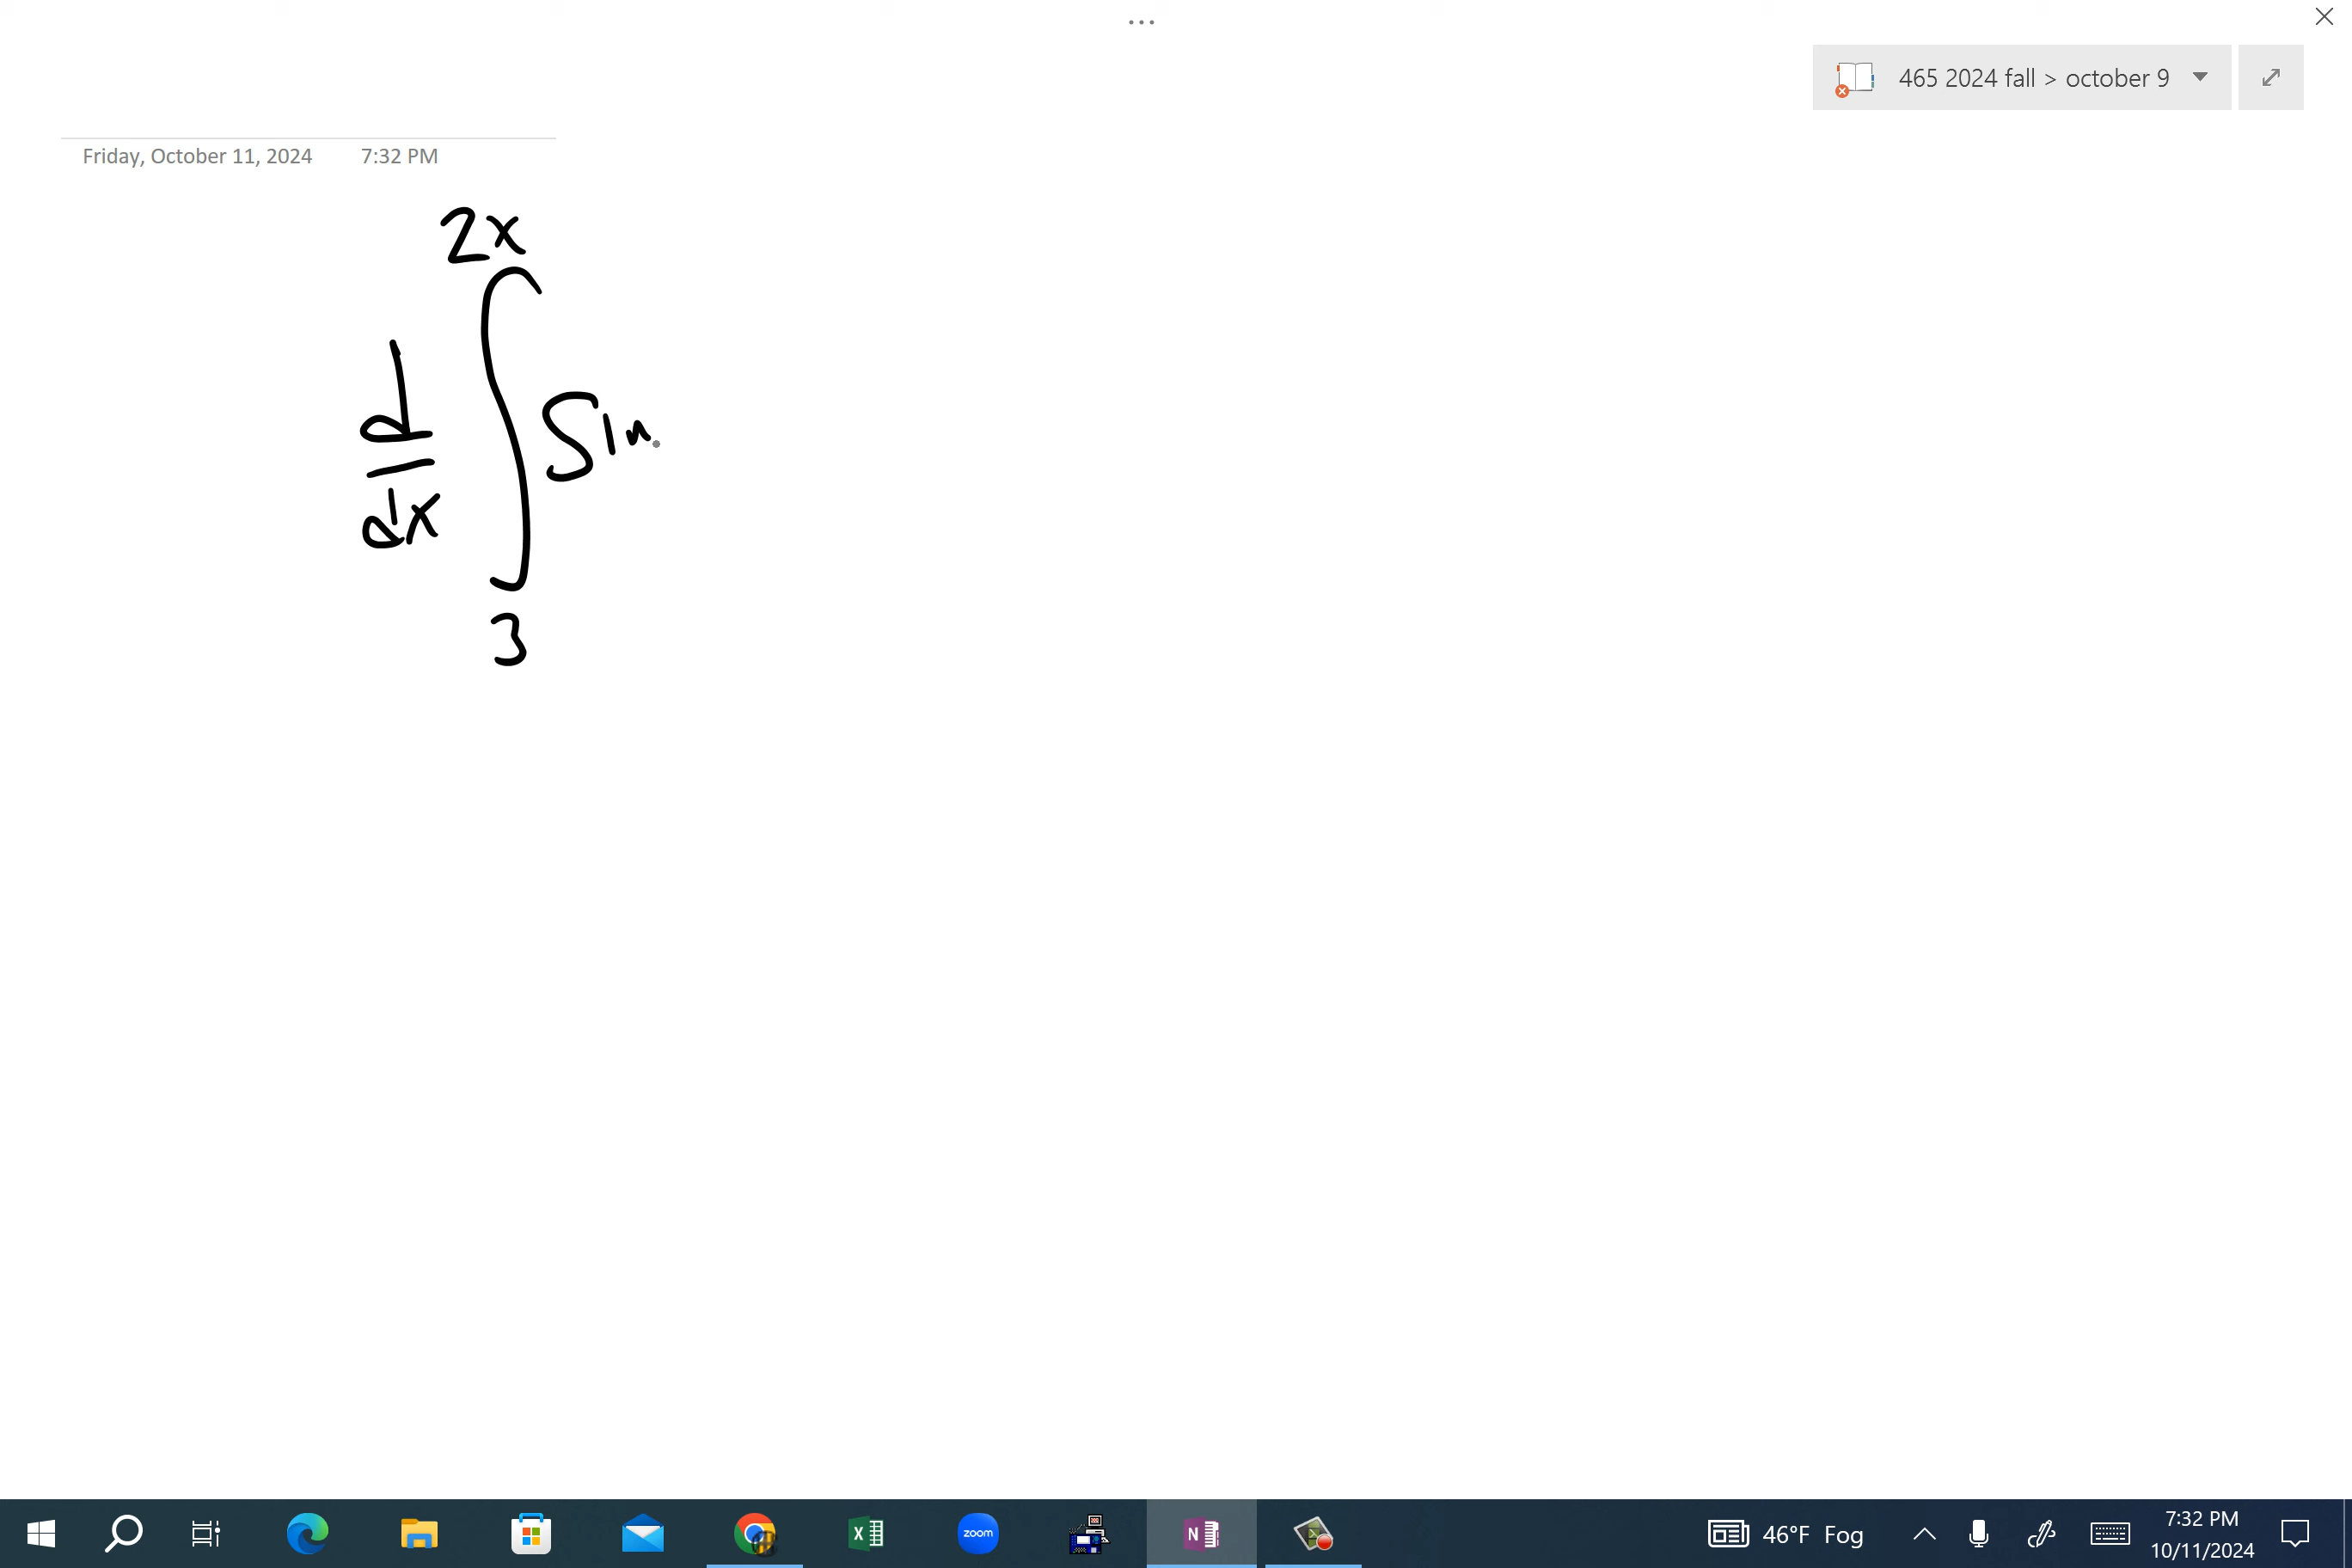 ...
465 2024 fall > october 9
Friday, October 11, 2024 7:32 PM
2x
d
dx
∫
Sin
3
zoom
46°F Fog
7:32 PM
10/11/2024